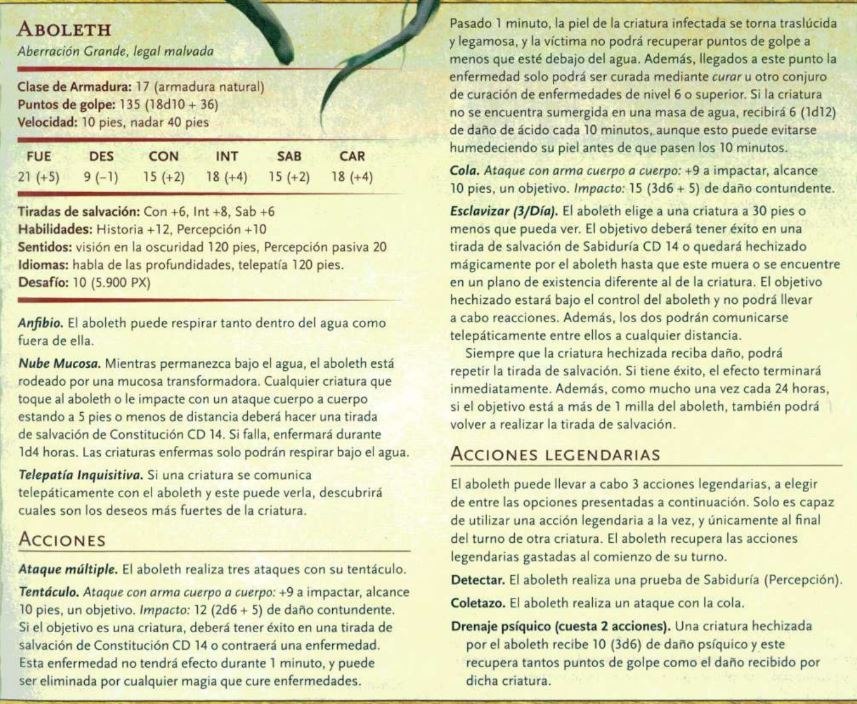 ABOLETH
Aberración Grande, legal malvada
Clase de Armadura: 17 (armadura natural)
Puntos de golpe: 135 (18d10 + 36)
Velocidad: 10 pies, nadar 40 pies
FUE DES CON INT SAB CAR
21 (+5) 9 (−1) 15 (+2) 18 (+4) 15 (+2) 18 (+4)
Tiradas de salvación: Con +6, Int +8, Sab +6
Habilidades: Historia +12, Percepción +10
Sentidos: visión en la oscuridad 120 pies, Percepción pasiva 20
Idiomas: habla de las profundidades, telepatía 120 pies.
Desafío: 10 (5.900 PX)
Anfibio. El aboleth puede respirar tanto dentro del agua como
fuera de ella.
Nube Mucosa. Mientras permanezca bajo el agua, el aboleth está
rodeado por una mucosa transformadora. Cualquier criatura que
toque al aboleth o le impacte con un ataque cuerpo a cuerpo
estando a 5 pies o menos de distancia deberá hacer una tirada
de salvación de Constitución CD 14. Si falla, enfermará durante
1d4 horas. Las criaturas enfermas solo podrán respirar bajo el agua.
Telepatía Inquisitiva. Si una criatura se comunica
telepáticamente con el aboleth y este puede verla, descubrirá
cuales son los deseos más fuertes de la criatura.
ACCIONES
Ataque múltiple. El aboleth realiza tres ataques con su tentáculo.
Tentáculo. Ataque con arma cuerpo a cuerpo: +9 a impactar, alcance
10 pies, un objetivo. Impacto: 12 (2d6 + 5) de daño contundente.
Si el objetivo es una criatura, deberá tener éxito en una tirada de
salvación de Constitución CD 14 o contraerá una enfermedad.
Esta enfermedad no tendrá efecto durante 1 minuto, y puede
ser eliminada por cualquier magia que cure enfermedades.
Pasado 1 minuto, la piel de la criatura infectada se torna traslúcida
y legamosa, y la víctima no podrá recuperar puntos de golpe a
menos que esté debajo del agua. Además, llegados a este punto la
enfermedad solo podrá ser curada mediante curar u otro conjuro
de curación de enfermedades de nivel 6 o superior. Si la criatura
no se encuentra sumergida en una masa de agua, recibirá 6 (1d12)
de daño de ácido cada 10 minutos, aunque esto puede evitarse
humedeciendo su piel antes de que pasen los 10 minutos.
Cola. Ataque con arma cuerpo a cuerpo: +9 a impactar, alcance
10 pies, un objetivo. Impacto: 15 (3d6 + 5) de daño contundente.
Esclavizar (3/Día). El aboleth elige a una criatura a 30 pies o
menos que pueda ver. El objetivo deberá tener éxito en una
tirada de salvación de Sabiduría CD 14 o quedará hechizado
mágicamente por el aboleth hasta que este muera o se encuentre
en un plano de existencia diferente al de la criatura. El objetivo
hechizado estará bajo el control del aboleth y no podrá llevar
a cabo reacciones. Además, los dos podrán comunicarse
telepáticamente entre ellos a cualquier distancia.
Siempre que la criatura hechizada reciba daño, podrá
repetir la tirada de salvación. Si tiene éxito, el efecto terminará
inmediatamente. Además, como mucho una vez cada 24 horas,
si el objetivo está a más de 1 milla del aboleth, también podrá
volver a realizar la tirada de salvación.
ACCIONES LEGENDARIAS
El aboleth puede llevar a cabo 3 acciones legendarias, a elegir
de entre las opciones presentadas a continuación. Solo es capaz
de utilizar una acción legendaria a la vez, y únicamente al final
del turno de otra criatura. El aboleth recupera las acciones
legendarias gastadas al comienzo de su turno.
Detectar. El aboleth realiza una prueba de Sabiduría (Percepción).
Coletazo. El aboleth realiza un ataque con la cola.
Drenaje psíquico (cuesta 2 acciones). Una criatura hechizada
por el aboleth recibe 10 (3d6) de daño psíquico y este
recupera tantos puntos de golpe como el daño recibido por
dicha criatura.